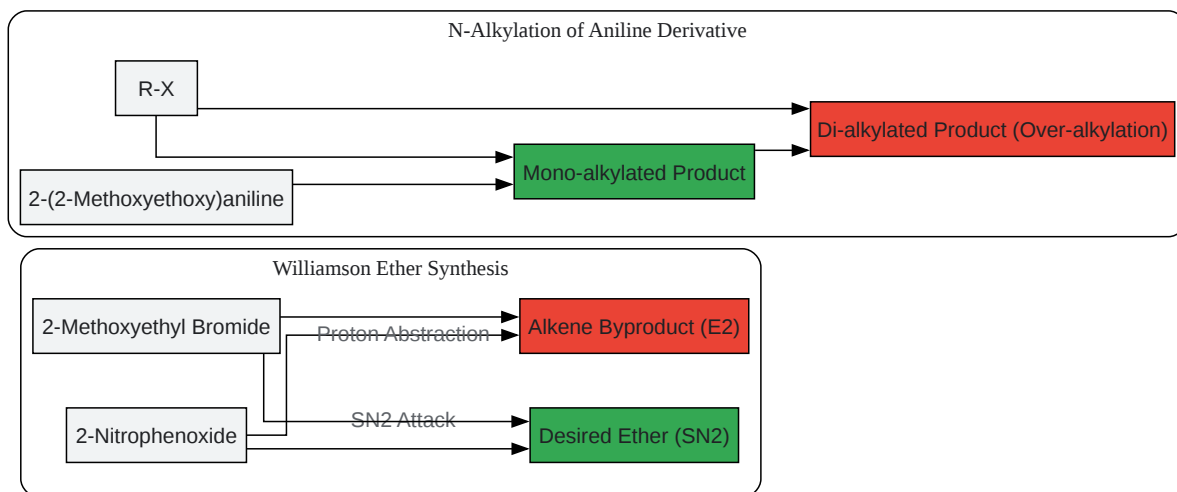 N-Alkylation of Aniline Derivative
R-X
Di-alkylated Product (Over-alkylation)
Mono-alkylated Product
2-(2-Methoxyethoxy)aniline
Williamson Ether Synthesis
2-Methoxyethyl Bromide
Proton Abstraction
Alkene Byproduct (E2)
SN2 Attack
2-Nitrophenoxide
Desired Ether (SN2)